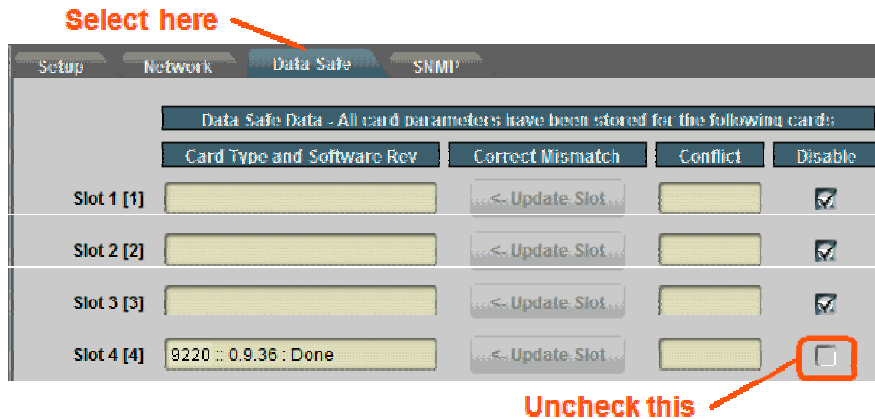 Select here
Setup Network Data Safe SNMP
Data Safe Data - All card parameters have been stored for the following cards
Card Type and Software Rev Correct Mismatch Conflict Disable
Slot 1 [1] <- Update Slot
Slot 2 [2] <- Update Slot
Slot 3 [3] <- Update Slot
Slot 4 [4] 9220 :: 0.9.36 : Done <- Update Slot
Uncheck this